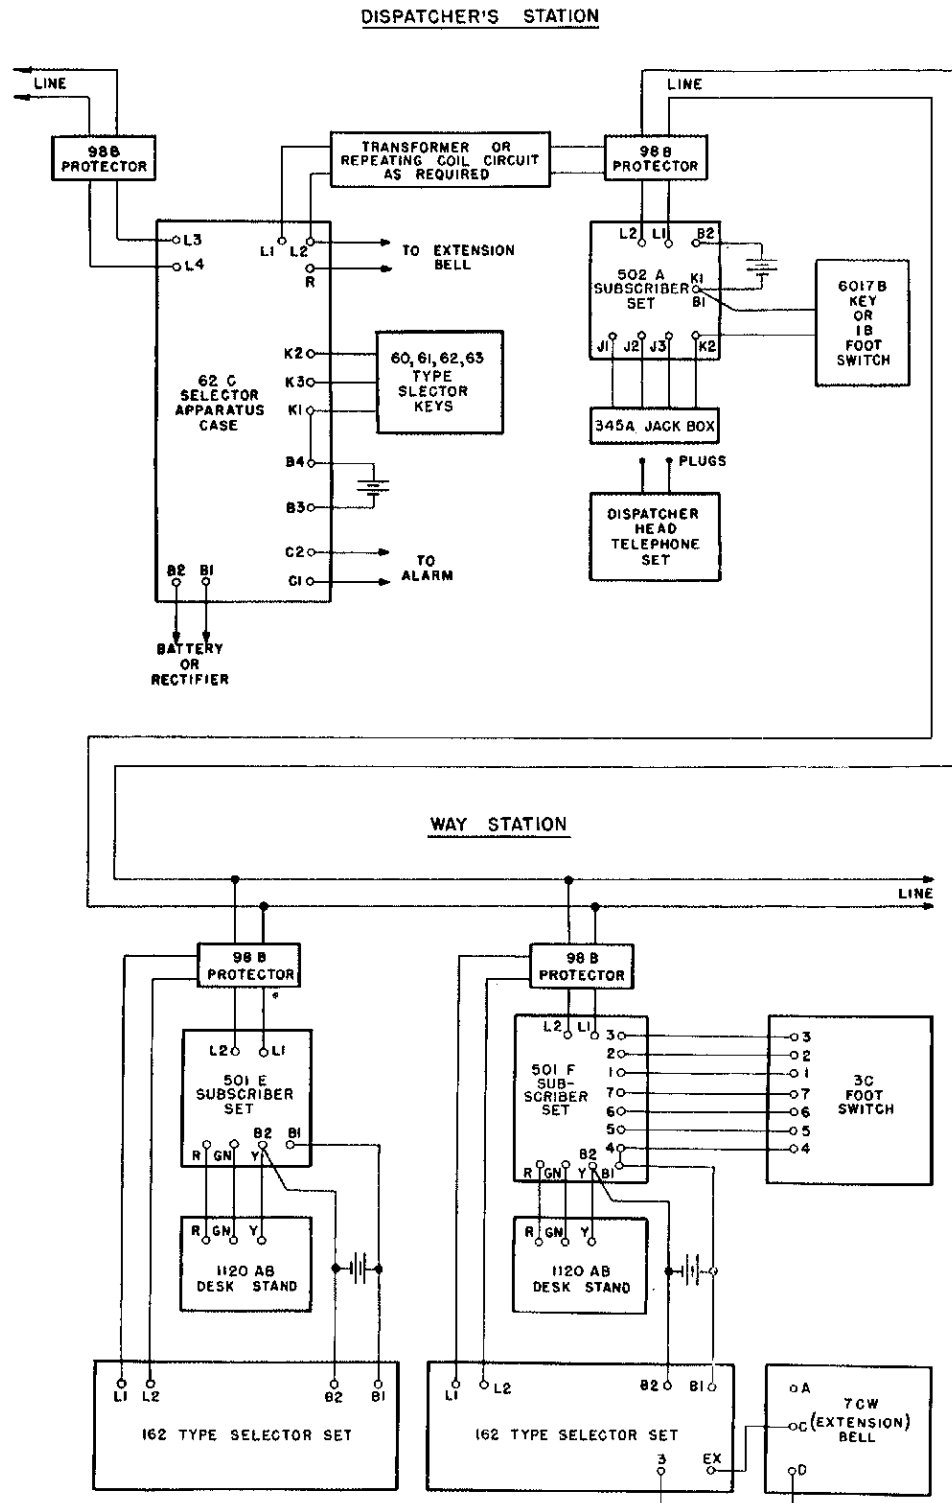 DISPATCHER'S STATION
LINE
LINE
98B
PROTECTOR
TRANSFORMER OR
REPEATING COIL CIRCUIT
AS REQUIRED
98B
PROTECTOR
L3
L4
L1 L2
R
TO EXTENSION
BELL
L2 L1 B2
502 A
SUBSCRIBER
SET
K1
B1
J1 J2 J3 K2
6017B
KEY
OR
1B
FOOT
SWITCH
62 C
SELECTOR
APPARATUS
CASE
K2
K3
K1
60, 61, 62, 63
TYPE
SLECTOR
KEYS
B4
B3
C2
C1
TO
ALARM
B2 B1
BATTERY
OR
RECTIFIER
345A JACK BOX
PLUGS
DISPATCHER
HEAD
TELEPHONE
SET
WAY STATION
LINE
98 B
PROTECTOR
98 B
PROTECTOR
L2 L1
501 E
SUBSCRIBER
SET
B2 B1
R GN Y
R GN Y
1120 AB
DESK STAND
L1 L2 B2 B1
162 TYPE SELECTOR SET
L2 L1
501 F
SUB-
SCRIBER
SET
3
2
1
7
6
5
4
B2
R GN Y B1
3
2
1
7
6
5
4
3C
FOOT
SWITCH
R GN Y
1120 AB
DESK STAND
L1 L2 B2 B1
162 TYPE SELECTOR SET
3 EX
A
C
D
7CW
(EXTENSION)
BELL